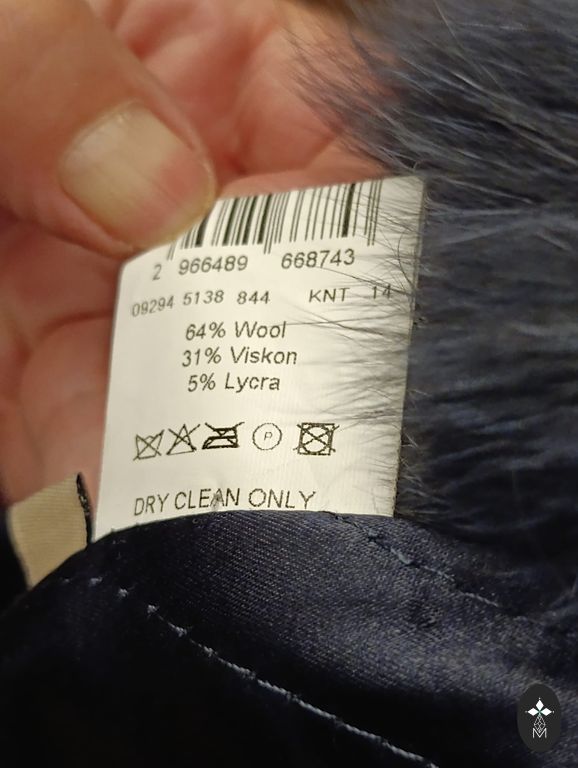 2 966489 668743
09294 5138 844 KNT 14
64% Wool
31% Viskon
5% Lycra
P
DRY CLEAN ONLY
M